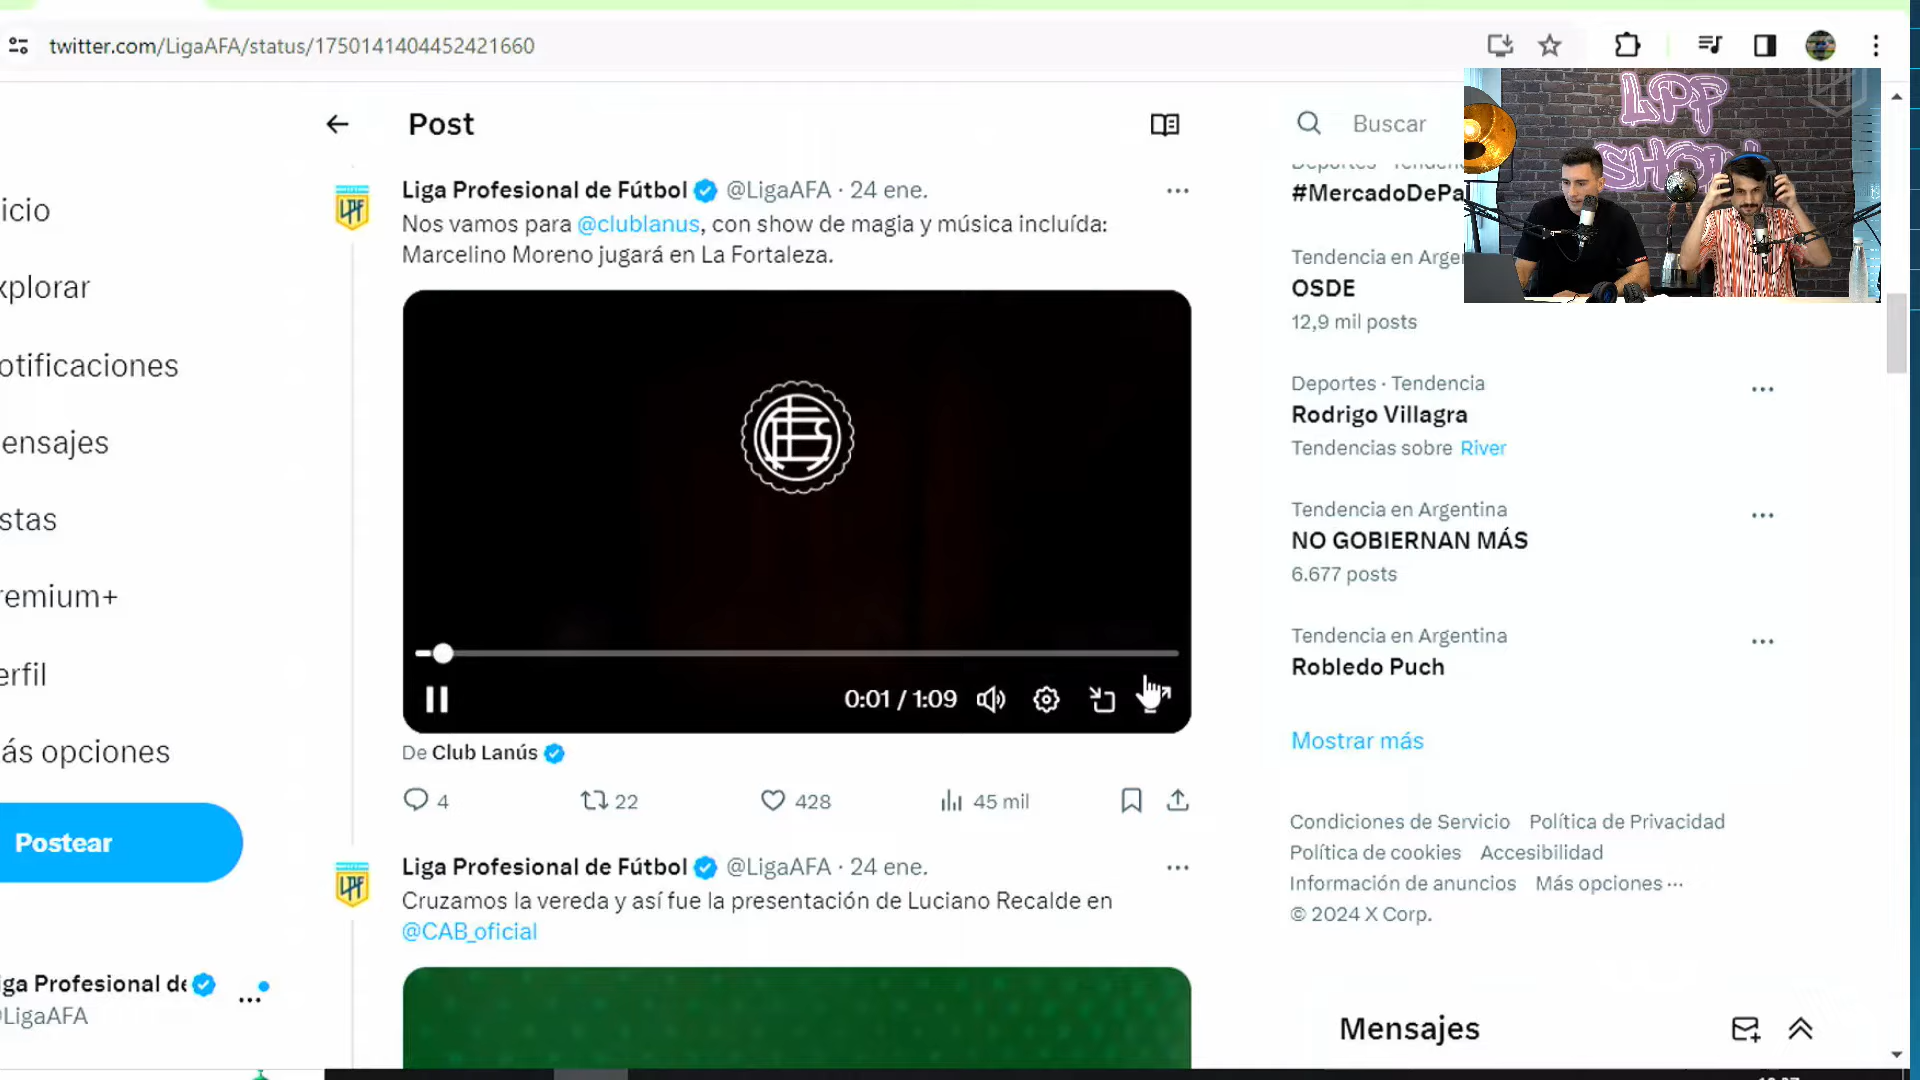 twitter.com/LigaAFA/status/1750141404452421660
Post
Buscar
LPF
SHOW
icio
xplorar
otificaciones
ensajes
stas
remium+
erfil
ás opciones
Postear
iga Profesional de
@LigaAFA
Liga Profesional de Fútbol @LigaAFA · 24 ene.
Nos vamos para @clublanus, con show de magia y música incluída:
Marcelino Moreno jugará en La Fortaleza.
0:01 / 1:09
De Club Lanús
4 22 428 45 mil
Liga Profesional de Fútbol @LigaAFA · 24 ene.
Cruzamos la vereda y así fue la presentación de Luciano Recalde en
@CAB_oficial
Deportes · Tendencia
#MercadoDePa
Tendencia en Arge
OSDE
12,9 mil posts
Deportes · Tendencia
Rodrigo Villagra
Tendencias sobre River
Tendencia en Argentina
NO GOBIERNAN MÁS
6.677 posts
Tendencia en Argentina
Robledo Puch
Mostrar más
Condiciones de Servicio Política de Privacidad
Política de cookies Accesibilidad
Información de anuncios Más opciones ···
© 2024 X Corp.
Mensajes